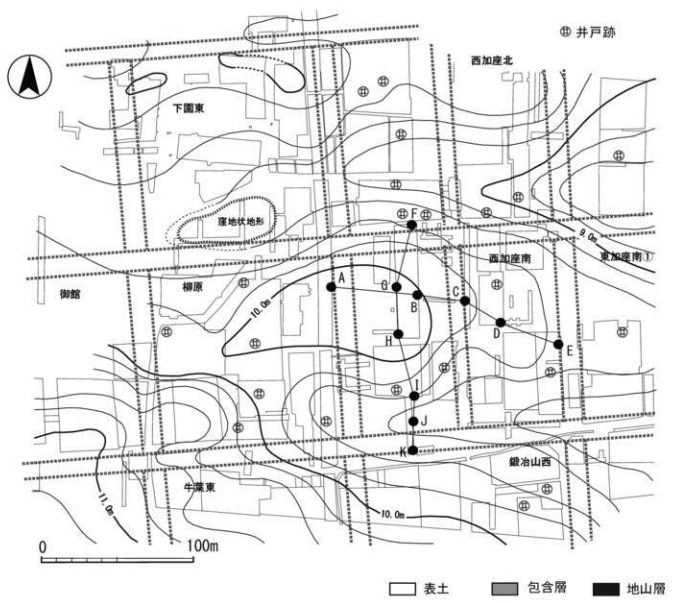 井戸跡
西加座北
下園東
窪地状地形
F
9.0m
A
西加座南
東加座南①
御館
柳原
10.0m
G
B
C
D
H
E
I
J
K
鍛冶山西
牛葉東
11.0m
10.0m
0 100m
表土 包含層 地山層